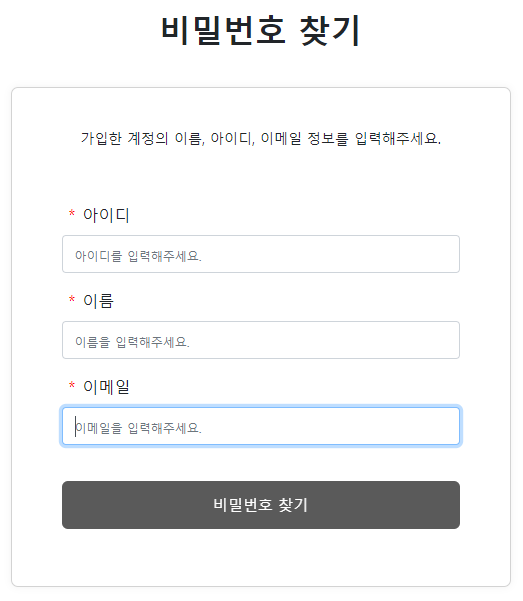 비밀번호 찾기
가입한 계정의 이름, 아이디, 이메일 정보를 입력해주세요.
* 아이디
아이디를 입력해주세요.
* 이름
이름을 입력해주세요.
* 이메일
이메일을 입력해주세요.
비밀번호 찾기